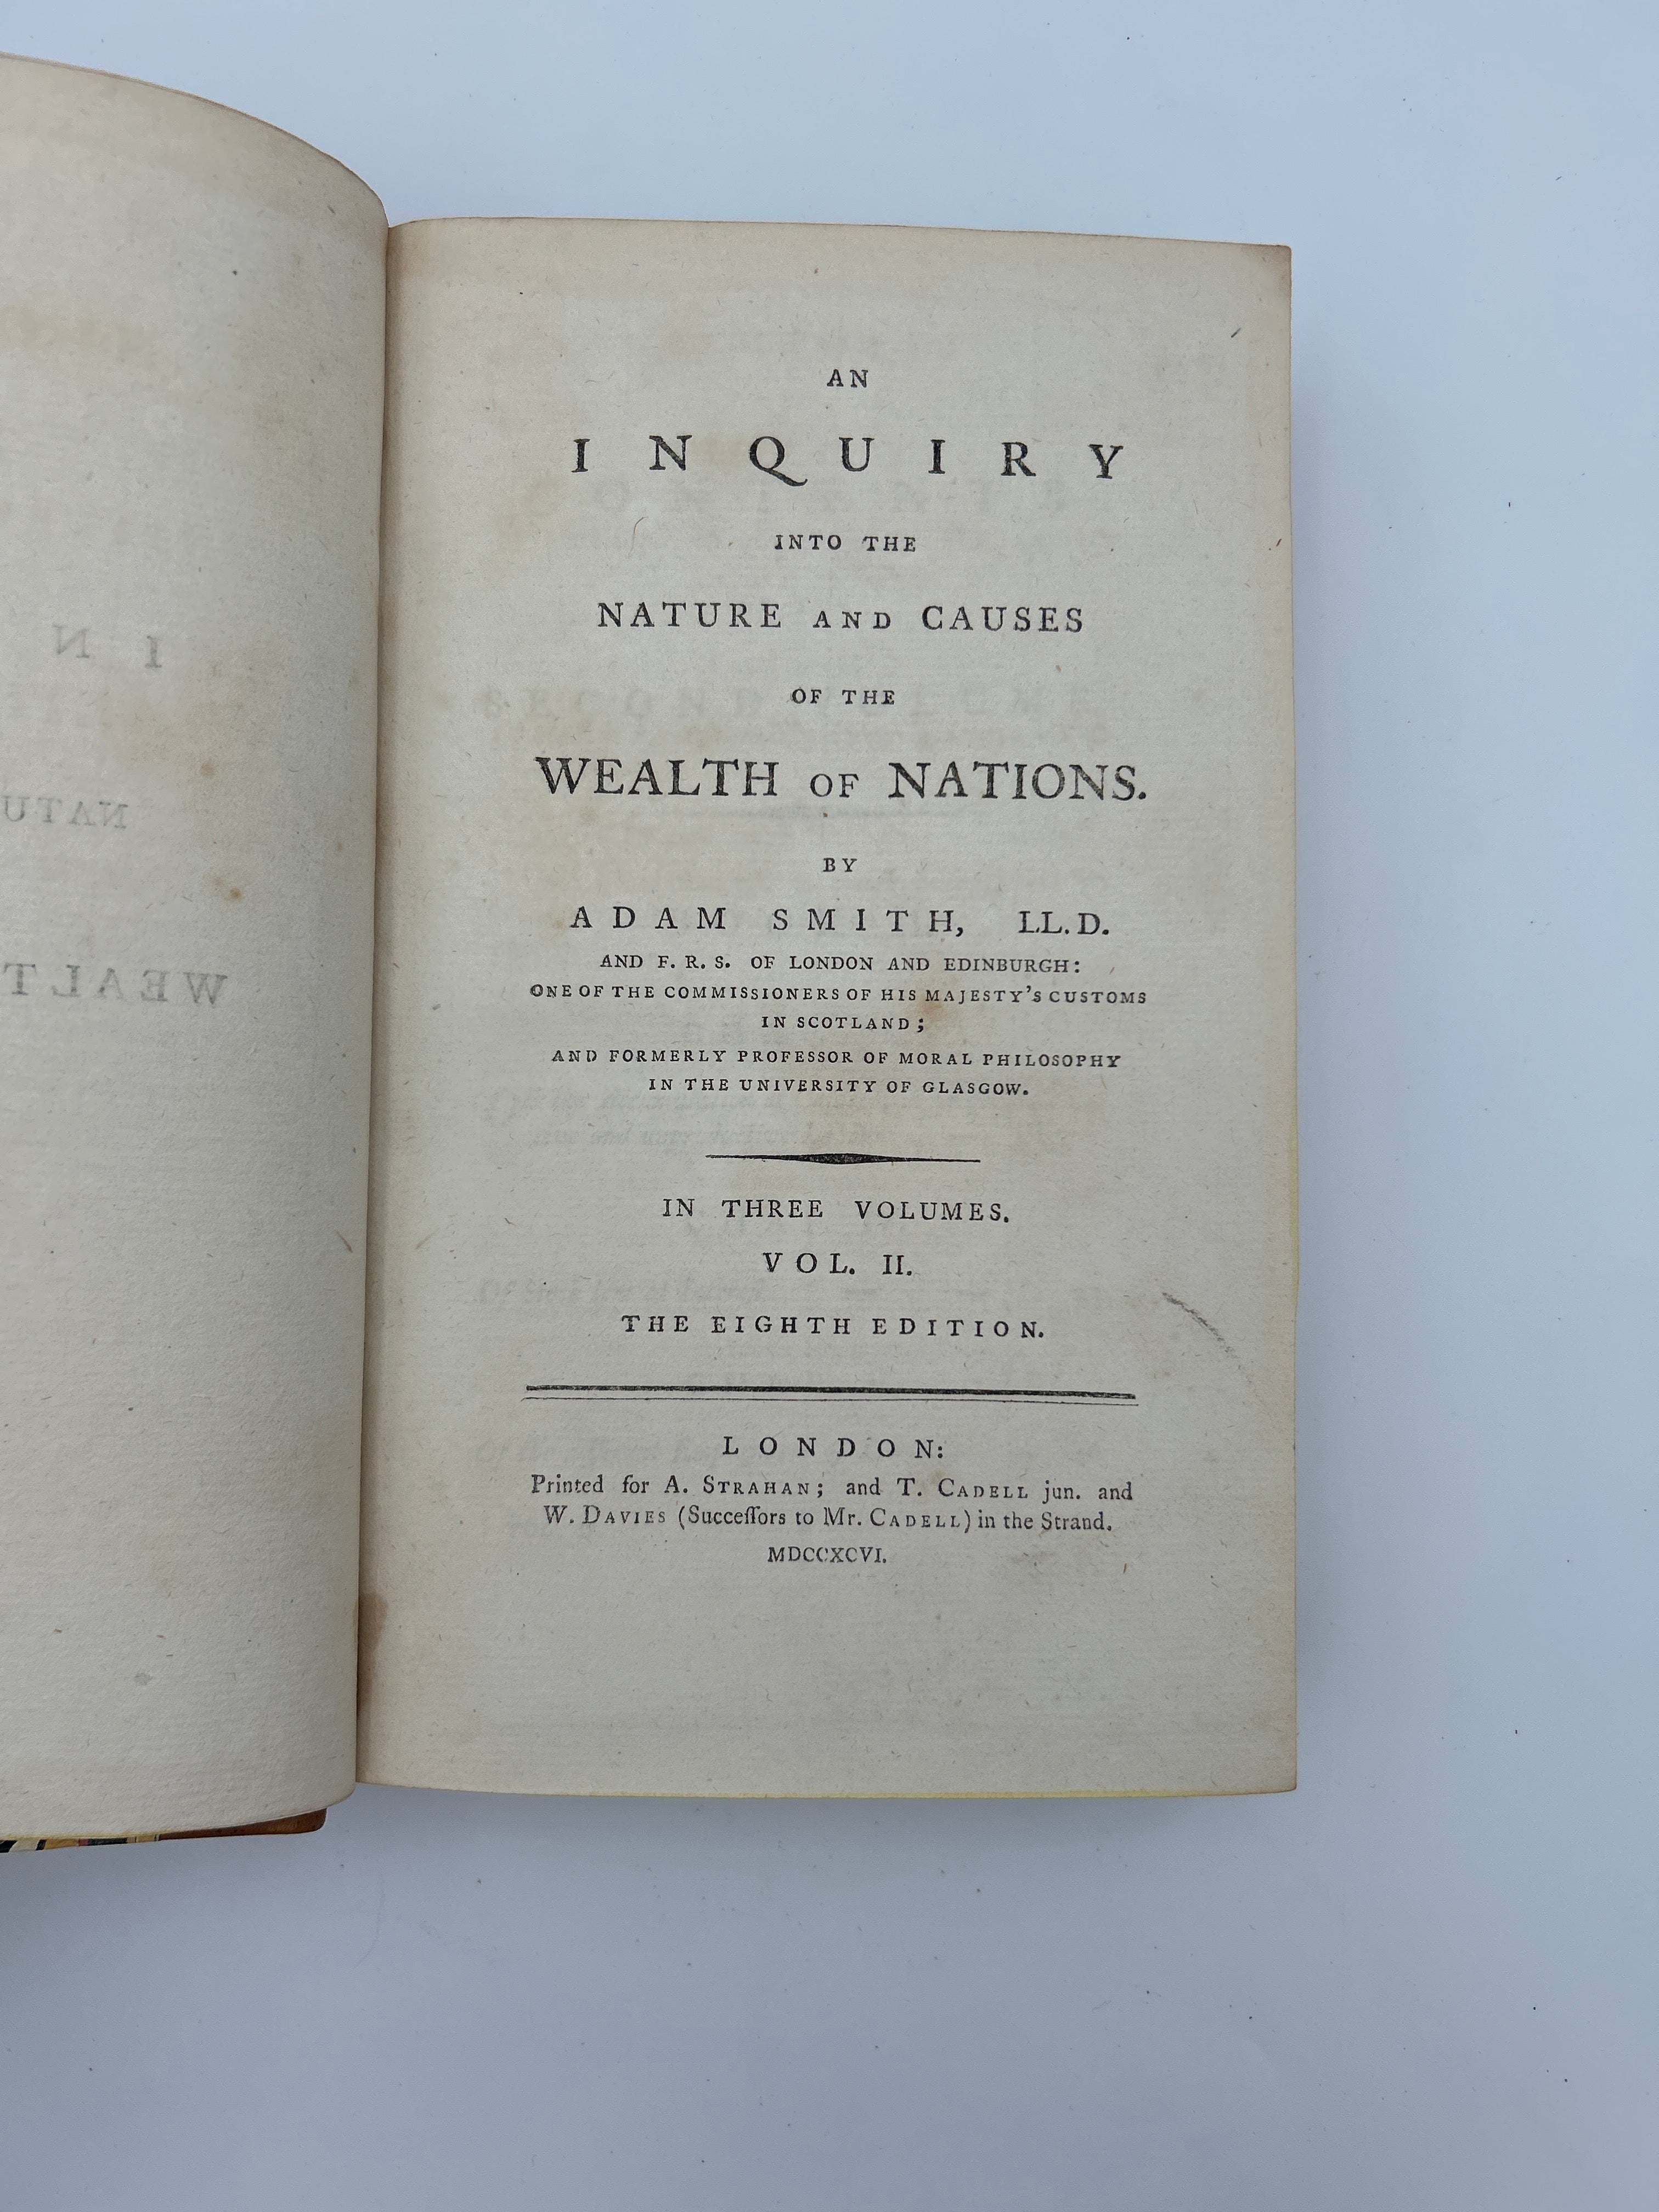 AN
INQUIRY
INTO THE
NATURE AND CAUSES
OF THE
WEALTH OF NATIONS.
BY
ADAM SMITH, LL.D.
AND F. R. S. OF LONDON AND EDINBURGH:
ONE OF THE COMMISSIONERS OF HIS MAJESTY'S CUSTOMS
IN SCOTLAND;
AND FORMERLY PROFESSOR OF MORAL PHILOSOPHY
IN THE UNIVERSITY OF GLASGOW.
IN THREE VOLUMES.
VOL. II.
THE EIGHTH EDITION.
LONDON:
Printed for A. STRAHAN; and T. CADELL jun. and
W. DAVIES (Succeſſors to Mr. CADELL) in the Strand.
MDCCXCVI.